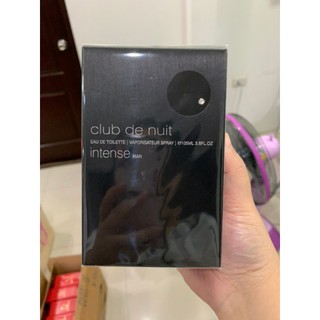 club de nuit
EAU DE TOILETTE | VAPORISATEUR SPRAY | ℮105ML 3.6FL.OZ
intense MAN